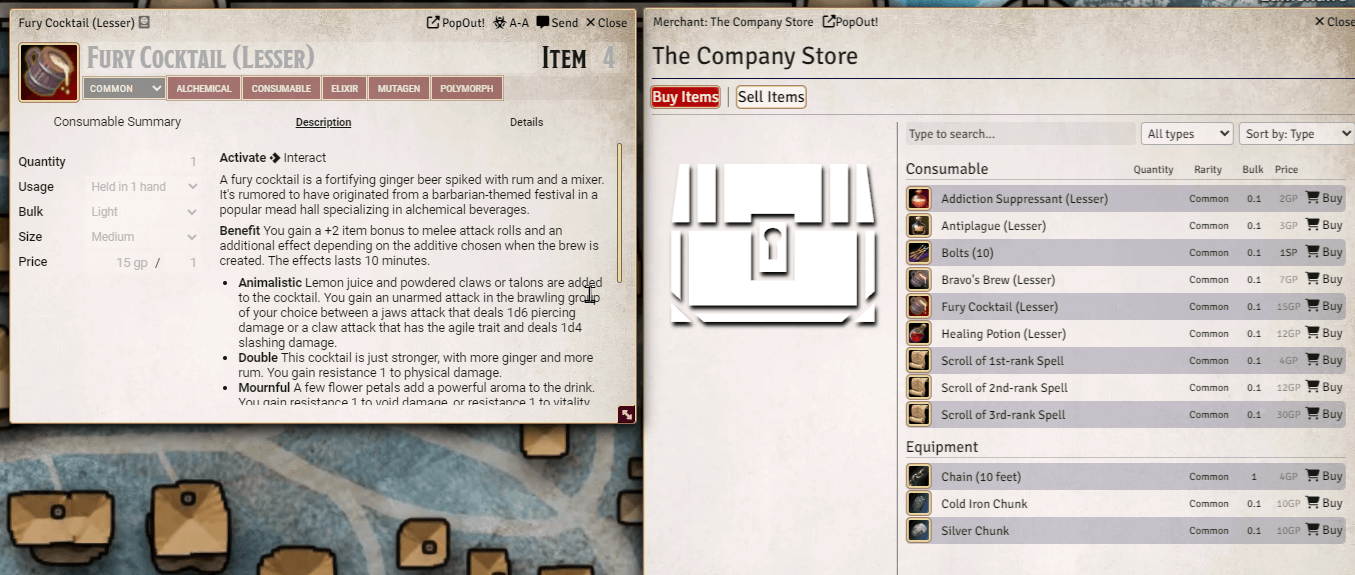 Fury Cocktail (Lesser) PopOut! A-A Send Close
FURY COCKTAIL (LESSER) ITEM 4
COMMON ALCHEMICAL CONSUMABLE ELIXIR MUTAGEN POLYMORPH
Consumable Summary Description Details
Quantity 1
Usage Held in 1 hand
Bulk Light
Size Medium
Price 15 gp / 1
Activate Interact
A fury cocktail is a fortifying ginger beer spiked with rum and a mixer.
It's rumored to have originated from a barbarian-themed festival in a
popular mead hall specializing in alchemical beverages.
Benefit You gain a +2 item bonus to melee attack rolls and an
additional effect depending on the additive chosen when the brew is
created. The effects lasts 10 minutes.
• Animalistic Lemon juice and powdered claws or talons are added
to the cocktail. You gain an unarmed attack in the brawling group
of your choice between a jaws attack that deals 1d6 piercing
damage or a claw attack that has the agile trait and deals 1d4
slashing damage.
• Double This cocktail is just stronger, with more ginger and more
rum. You gain resistance 1 to physical damage.
• Mournful A few flower petals add a powerful aroma to the drink.
You gain resistance 1 to void damage, or resistance 1 to vitality
Merchant: The Company Store PopOut! Close
The Company Store
Buy Items | Sell Items
Type to search... All types Sort by: Type
Consumable Quantity Rarity Bulk Price
Addiction Suppressant (Lesser) Common 0.1 2GP Buy
Antiplague (Lesser) Common 0.1 3GP Buy
Bolts (10) Common 0.1 1SP Buy
Bravo's Brew (Lesser) Common 0.1 7GP Buy
Fury Cocktail (Lesser) Common 0.1 15GP Buy
Healing Potion (Lesser) Common 0.1 12GP Buy
Scroll of 1st-rank Spell Common 0.1 4GP Buy
Scroll of 2nd-rank Spell Common 0.1 12GP Buy
Scroll of 3rd-rank Spell Common 0.1 30GP Buy
Equipment Rarity Bulk Price
Chain (10 feet) Common 1 4GP Buy
Cold Iron Chunk Common 0.1 10GP Buy
Silver Chunk Common 0.1 10GP Buy